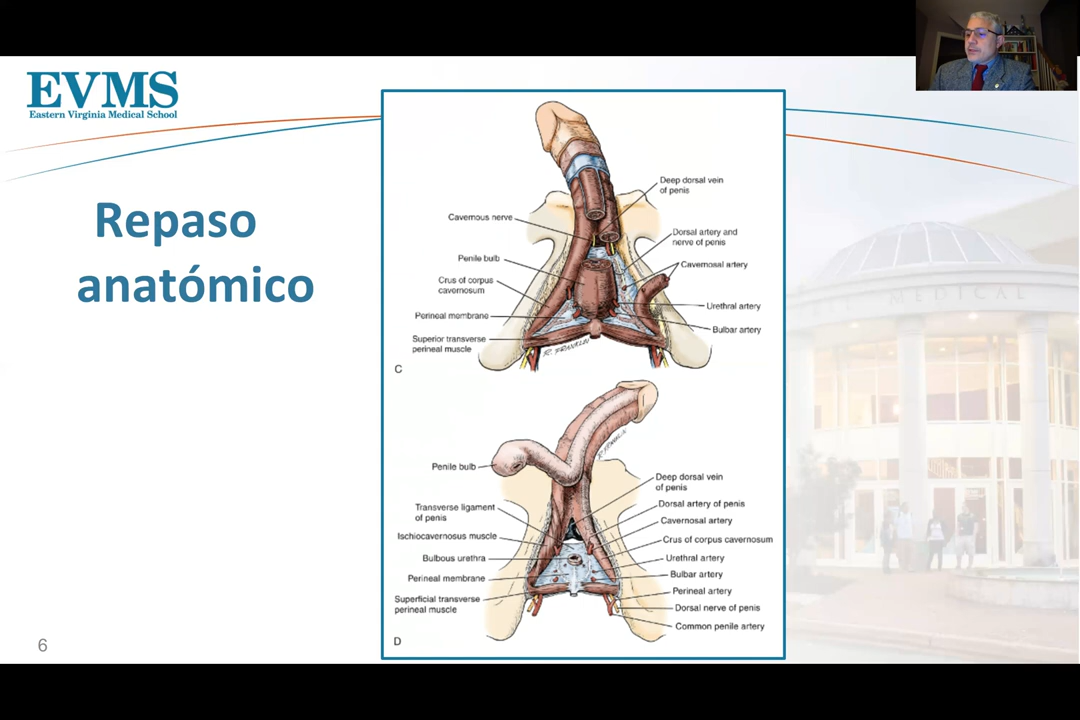 EVMS
Eastern Virginia Medical School
Repaso
anatómico
Deep dorsal vein
of penis
Cavernous nerve
Dorsal artery and
nerve of penis
Penile bulb
Cavernosal artery
Crus of corpus
cavernosum
Urethral artery
Perineal membrane
Bulbar artery
Superior transverse
perineal muscle
R. FRANKLIN
C
R. FRANKLIN
Penile bulb
Deep dorsal vein
of penis
Transverse ligament
of penis
Dorsal artery of penis
Cavernosal artery
Ischiocavernosus muscle
Crus of corpus cavernosum
Bulbous urethra
Urethral artery
Perineal membrane
Bulbar artery
Perineal artery
Superficial transverse
perineal muscle
Dorsal nerve of penis
Common penile artery
D
6
MEDICAL